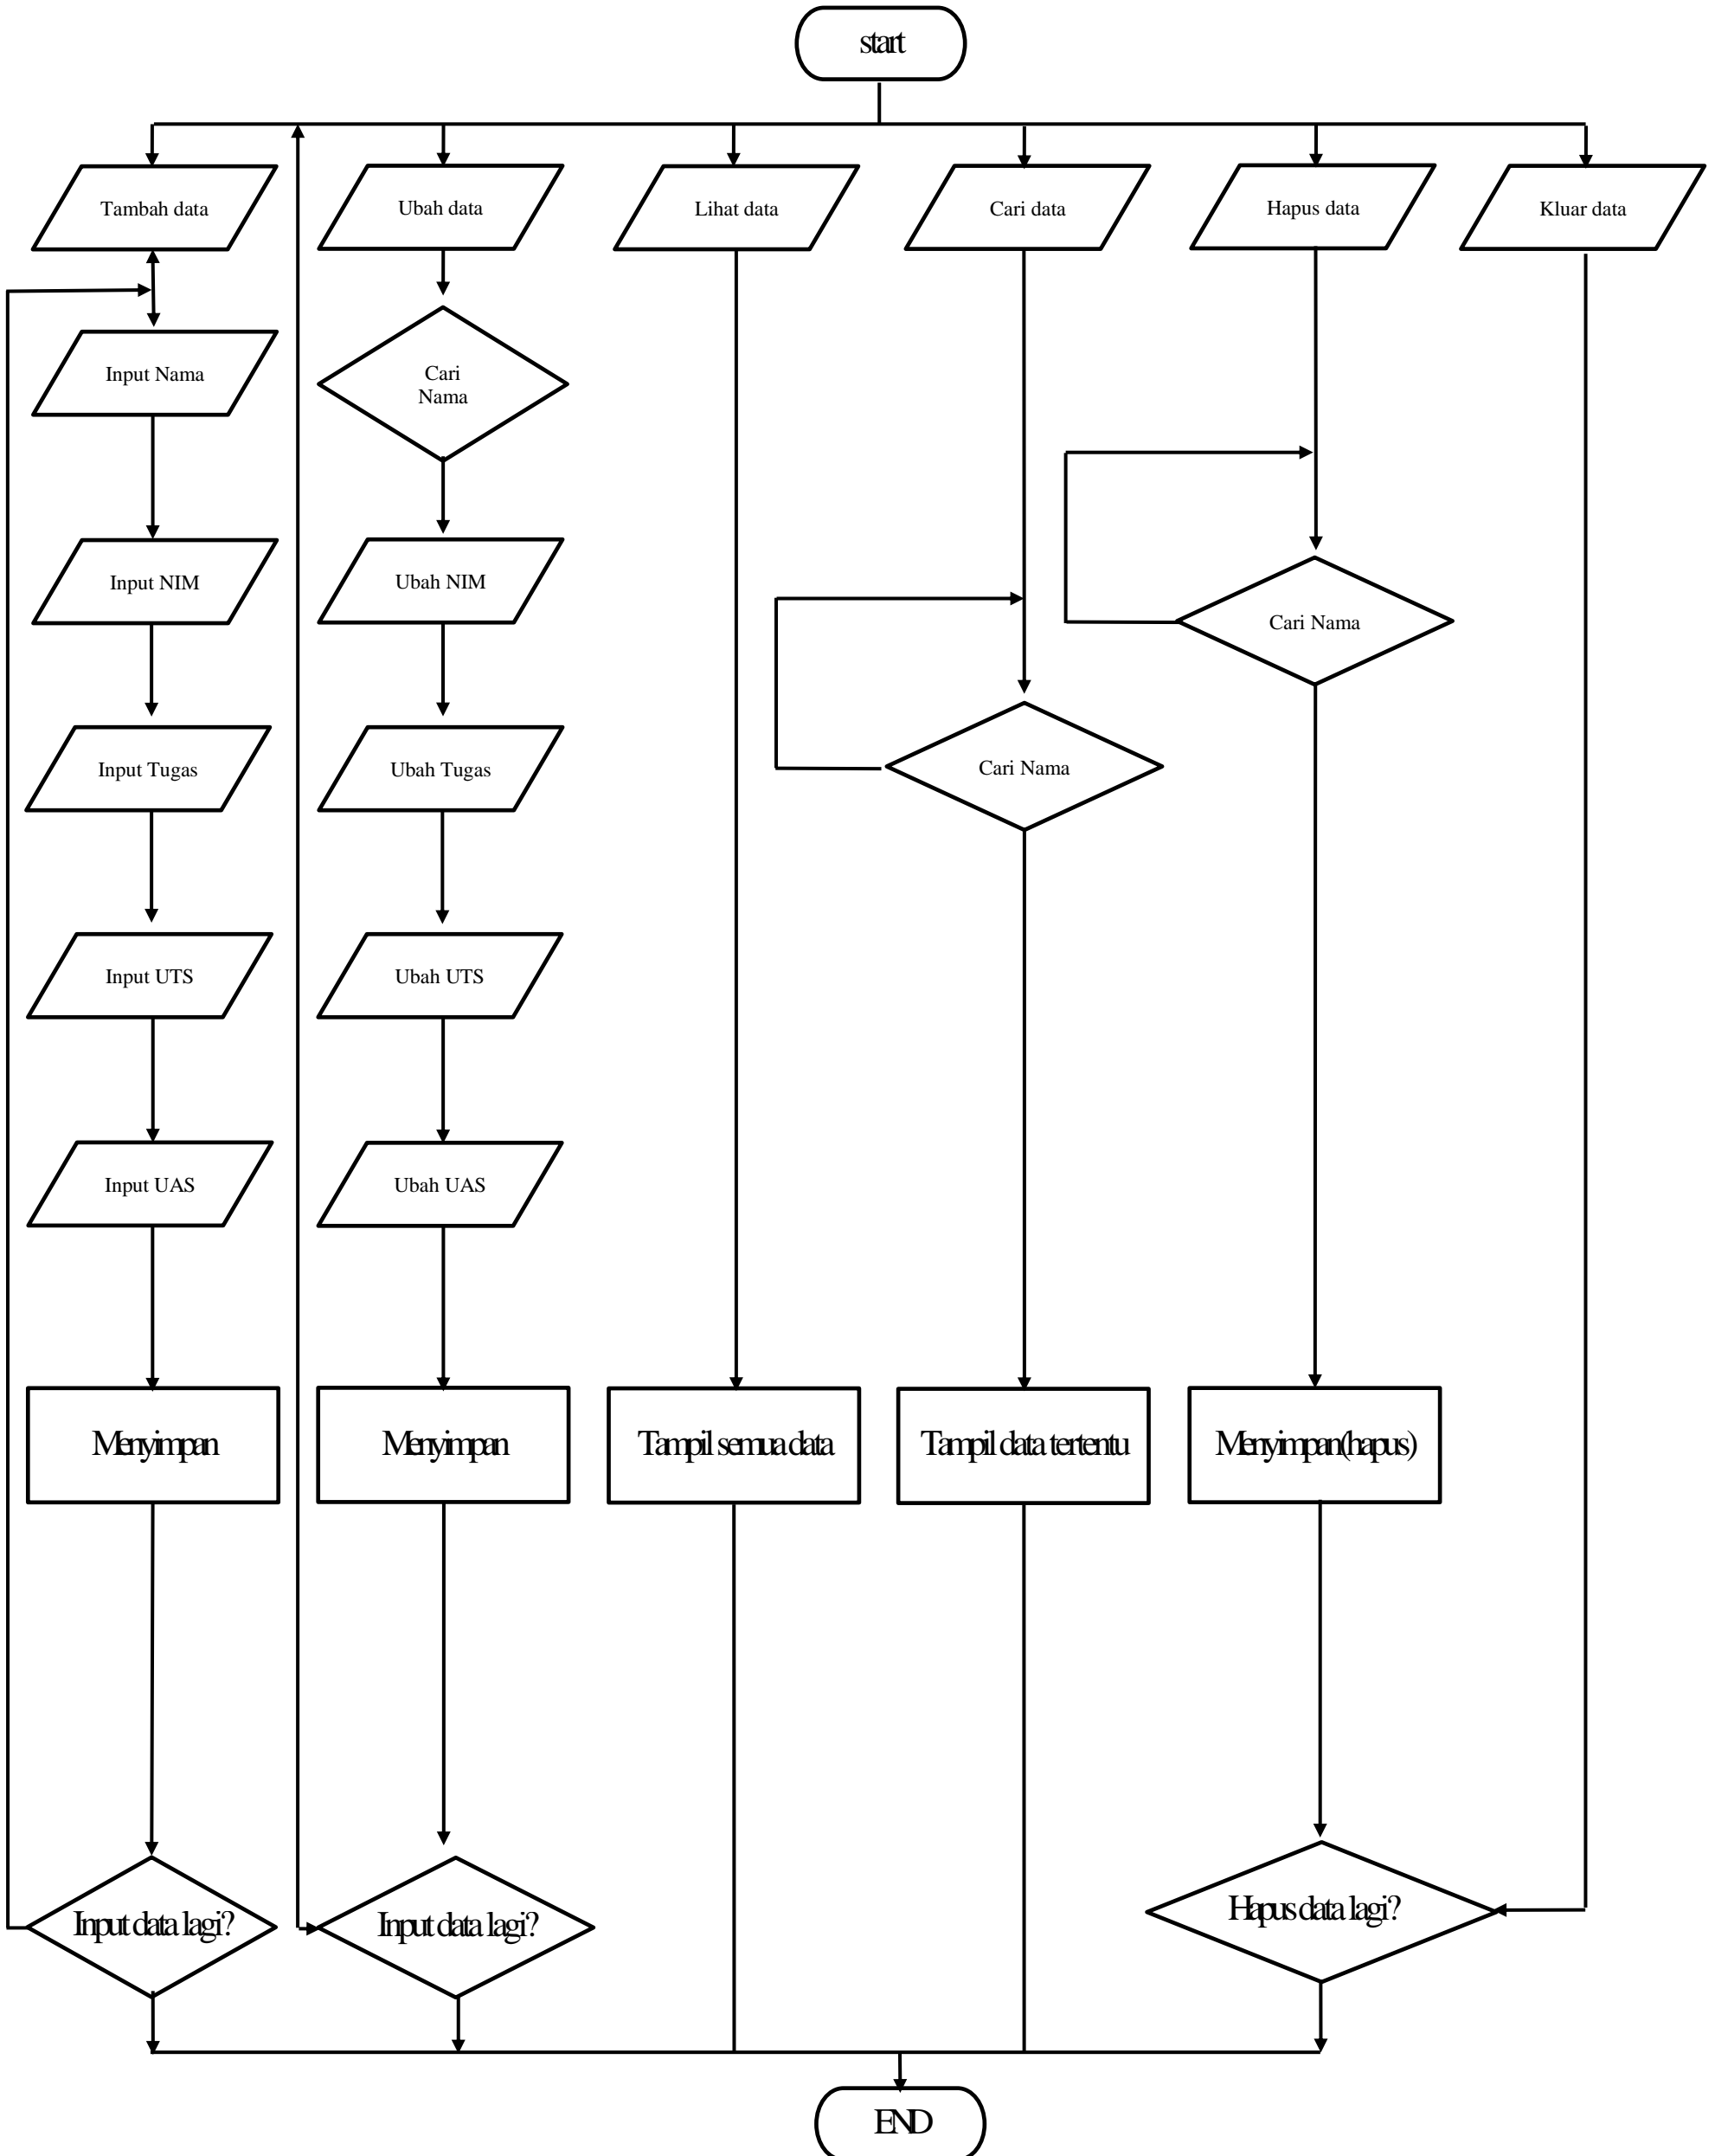 start
Tambah data
Ubah data
Lihat data
Cari data
Hapus data
Kluar data
Input Nama
Cari
Nama
Input NIM
Ubah NIM
Cari Nama
Input Tugas
Ubah Tugas
Cari Nama
Input UTS
Ubah UTS
Input UAS
Ubah UAS
Menyimpan
Menyimpan
Tampil semua data
Tampil data tertentu
Menyimpan(hapus)
Input data lagi?
Input data lagi?
Hapus data lagi?
END